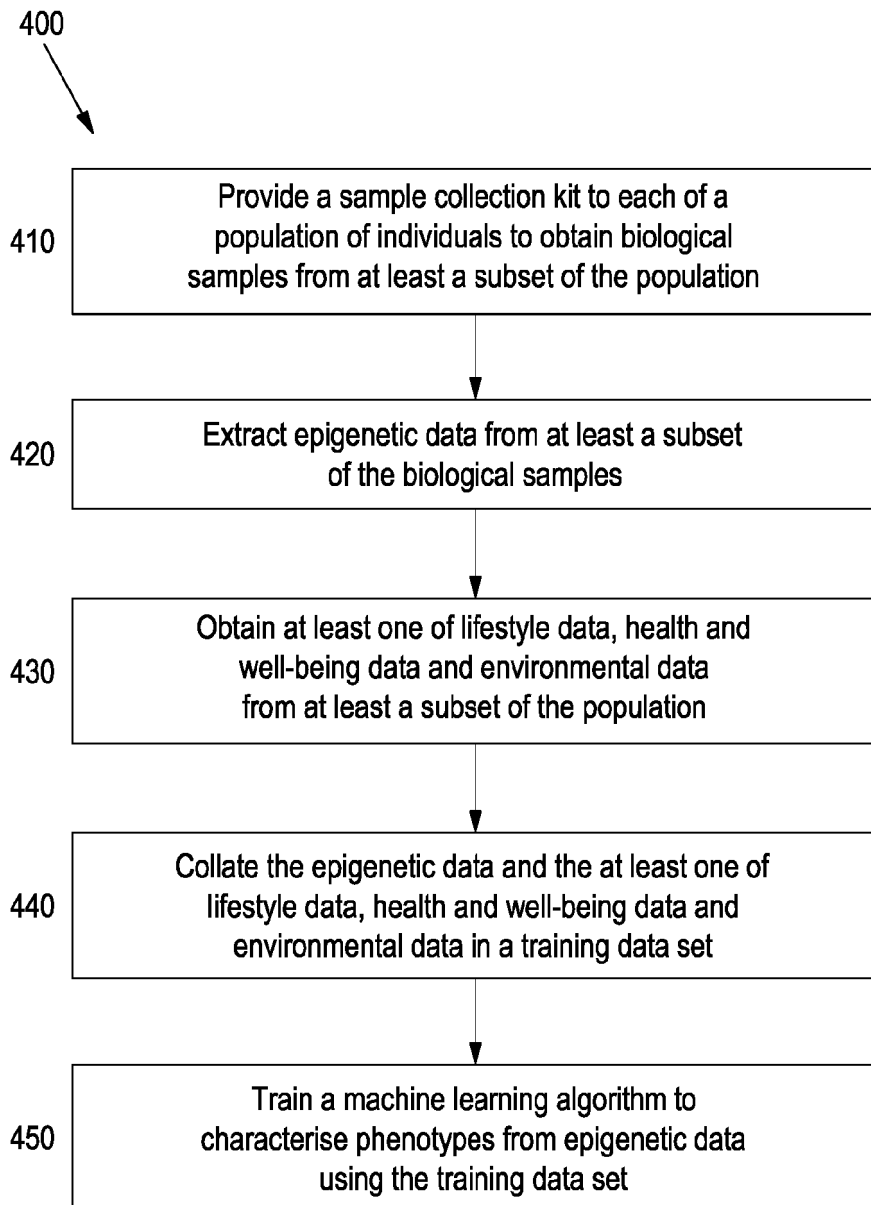 400
410
Provide a sample collection kit to each of a
population of individuals to obtain biological
samples from at least a subset of the population
420
Extract epigenetic data from at least a subset
of the biological samples
430
Obtain at least one of lifestyle data, health and
well-being data and environmental data
from at least a subset of the population
440
Collate the epigenetic data and the at least one of
lifestyle data, health and well-being data and
environmental data in a training data set
450
Train a machine learning algorithm to
characterise phenotypes from epigenetic data
using the training data set